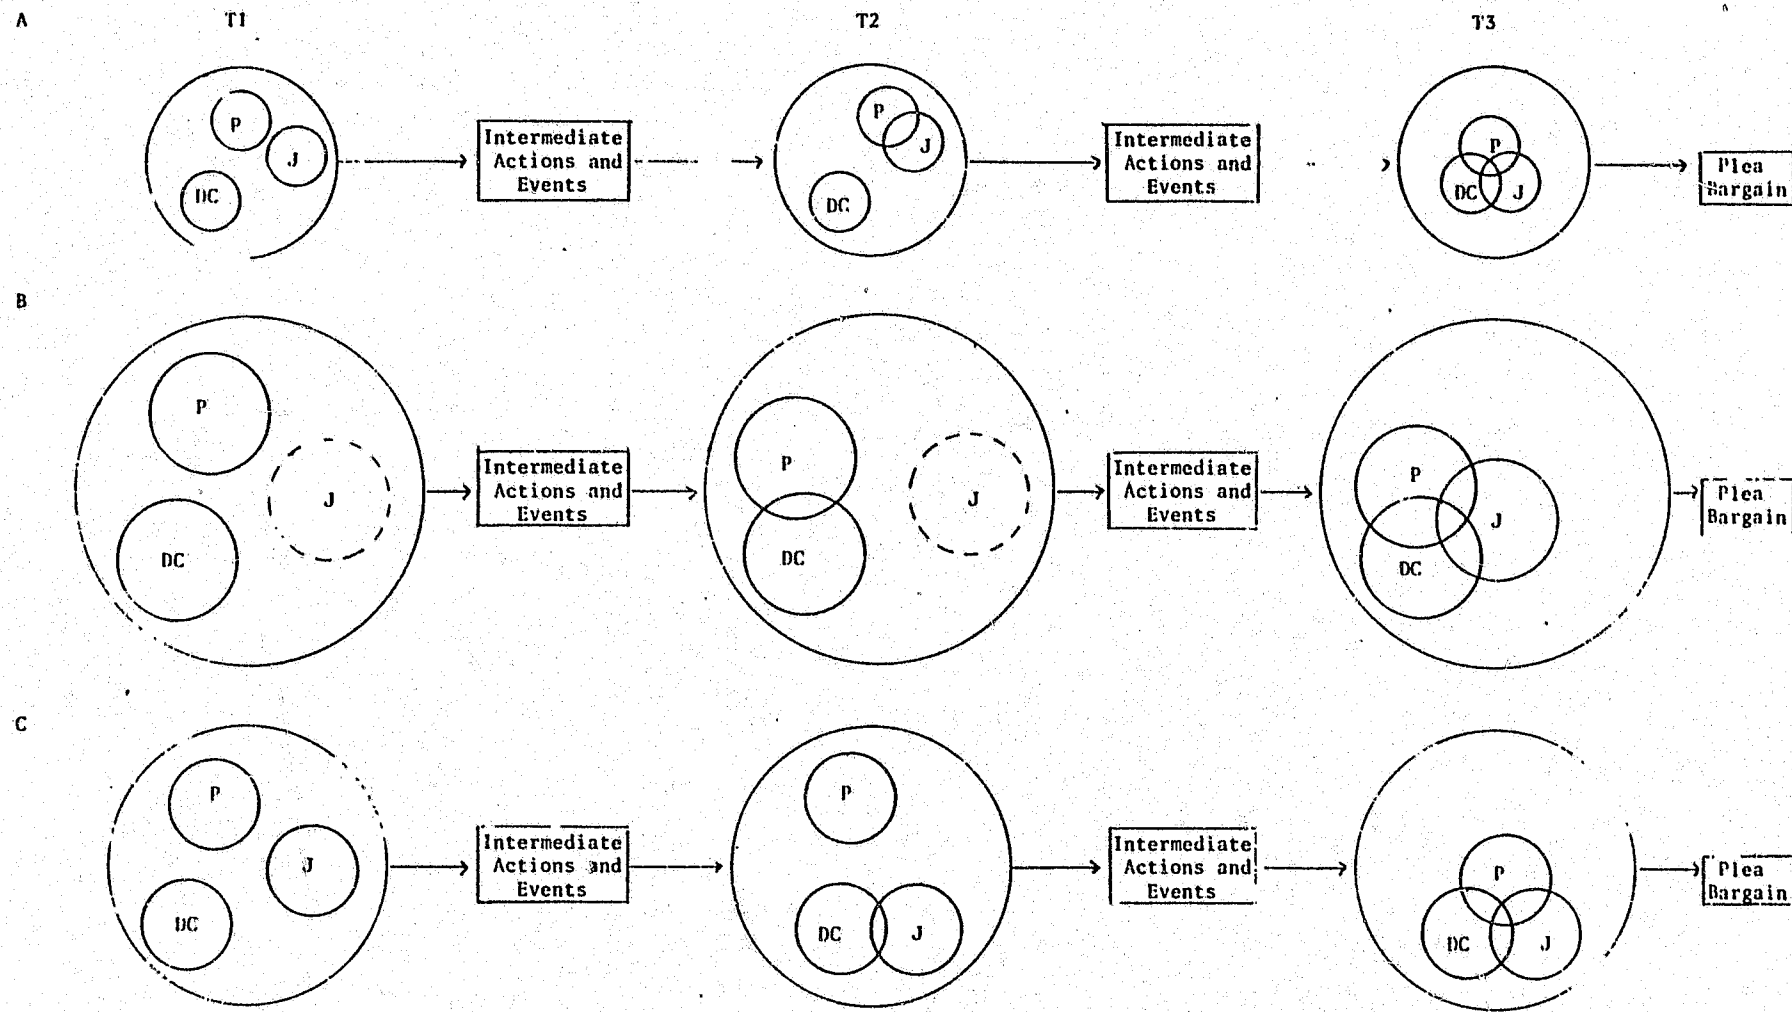 A T1 T2 T3
P
J
DC
Intermediate
Actions and
Events
P
J
DC
Intermediate
Actions and
Events
P
DC J
Plea
Bargain
B
P
J
DC
Intermediate
Actions and
Events
P
J
DC
Intermediate
Actions and
Events
P
J
DC
Plea
Bargain
C
P
J
DC
Intermediate
Actions and
Events
P
DC J
Intermediate
Actions and
Events
P
DC J
Plea
Bargain